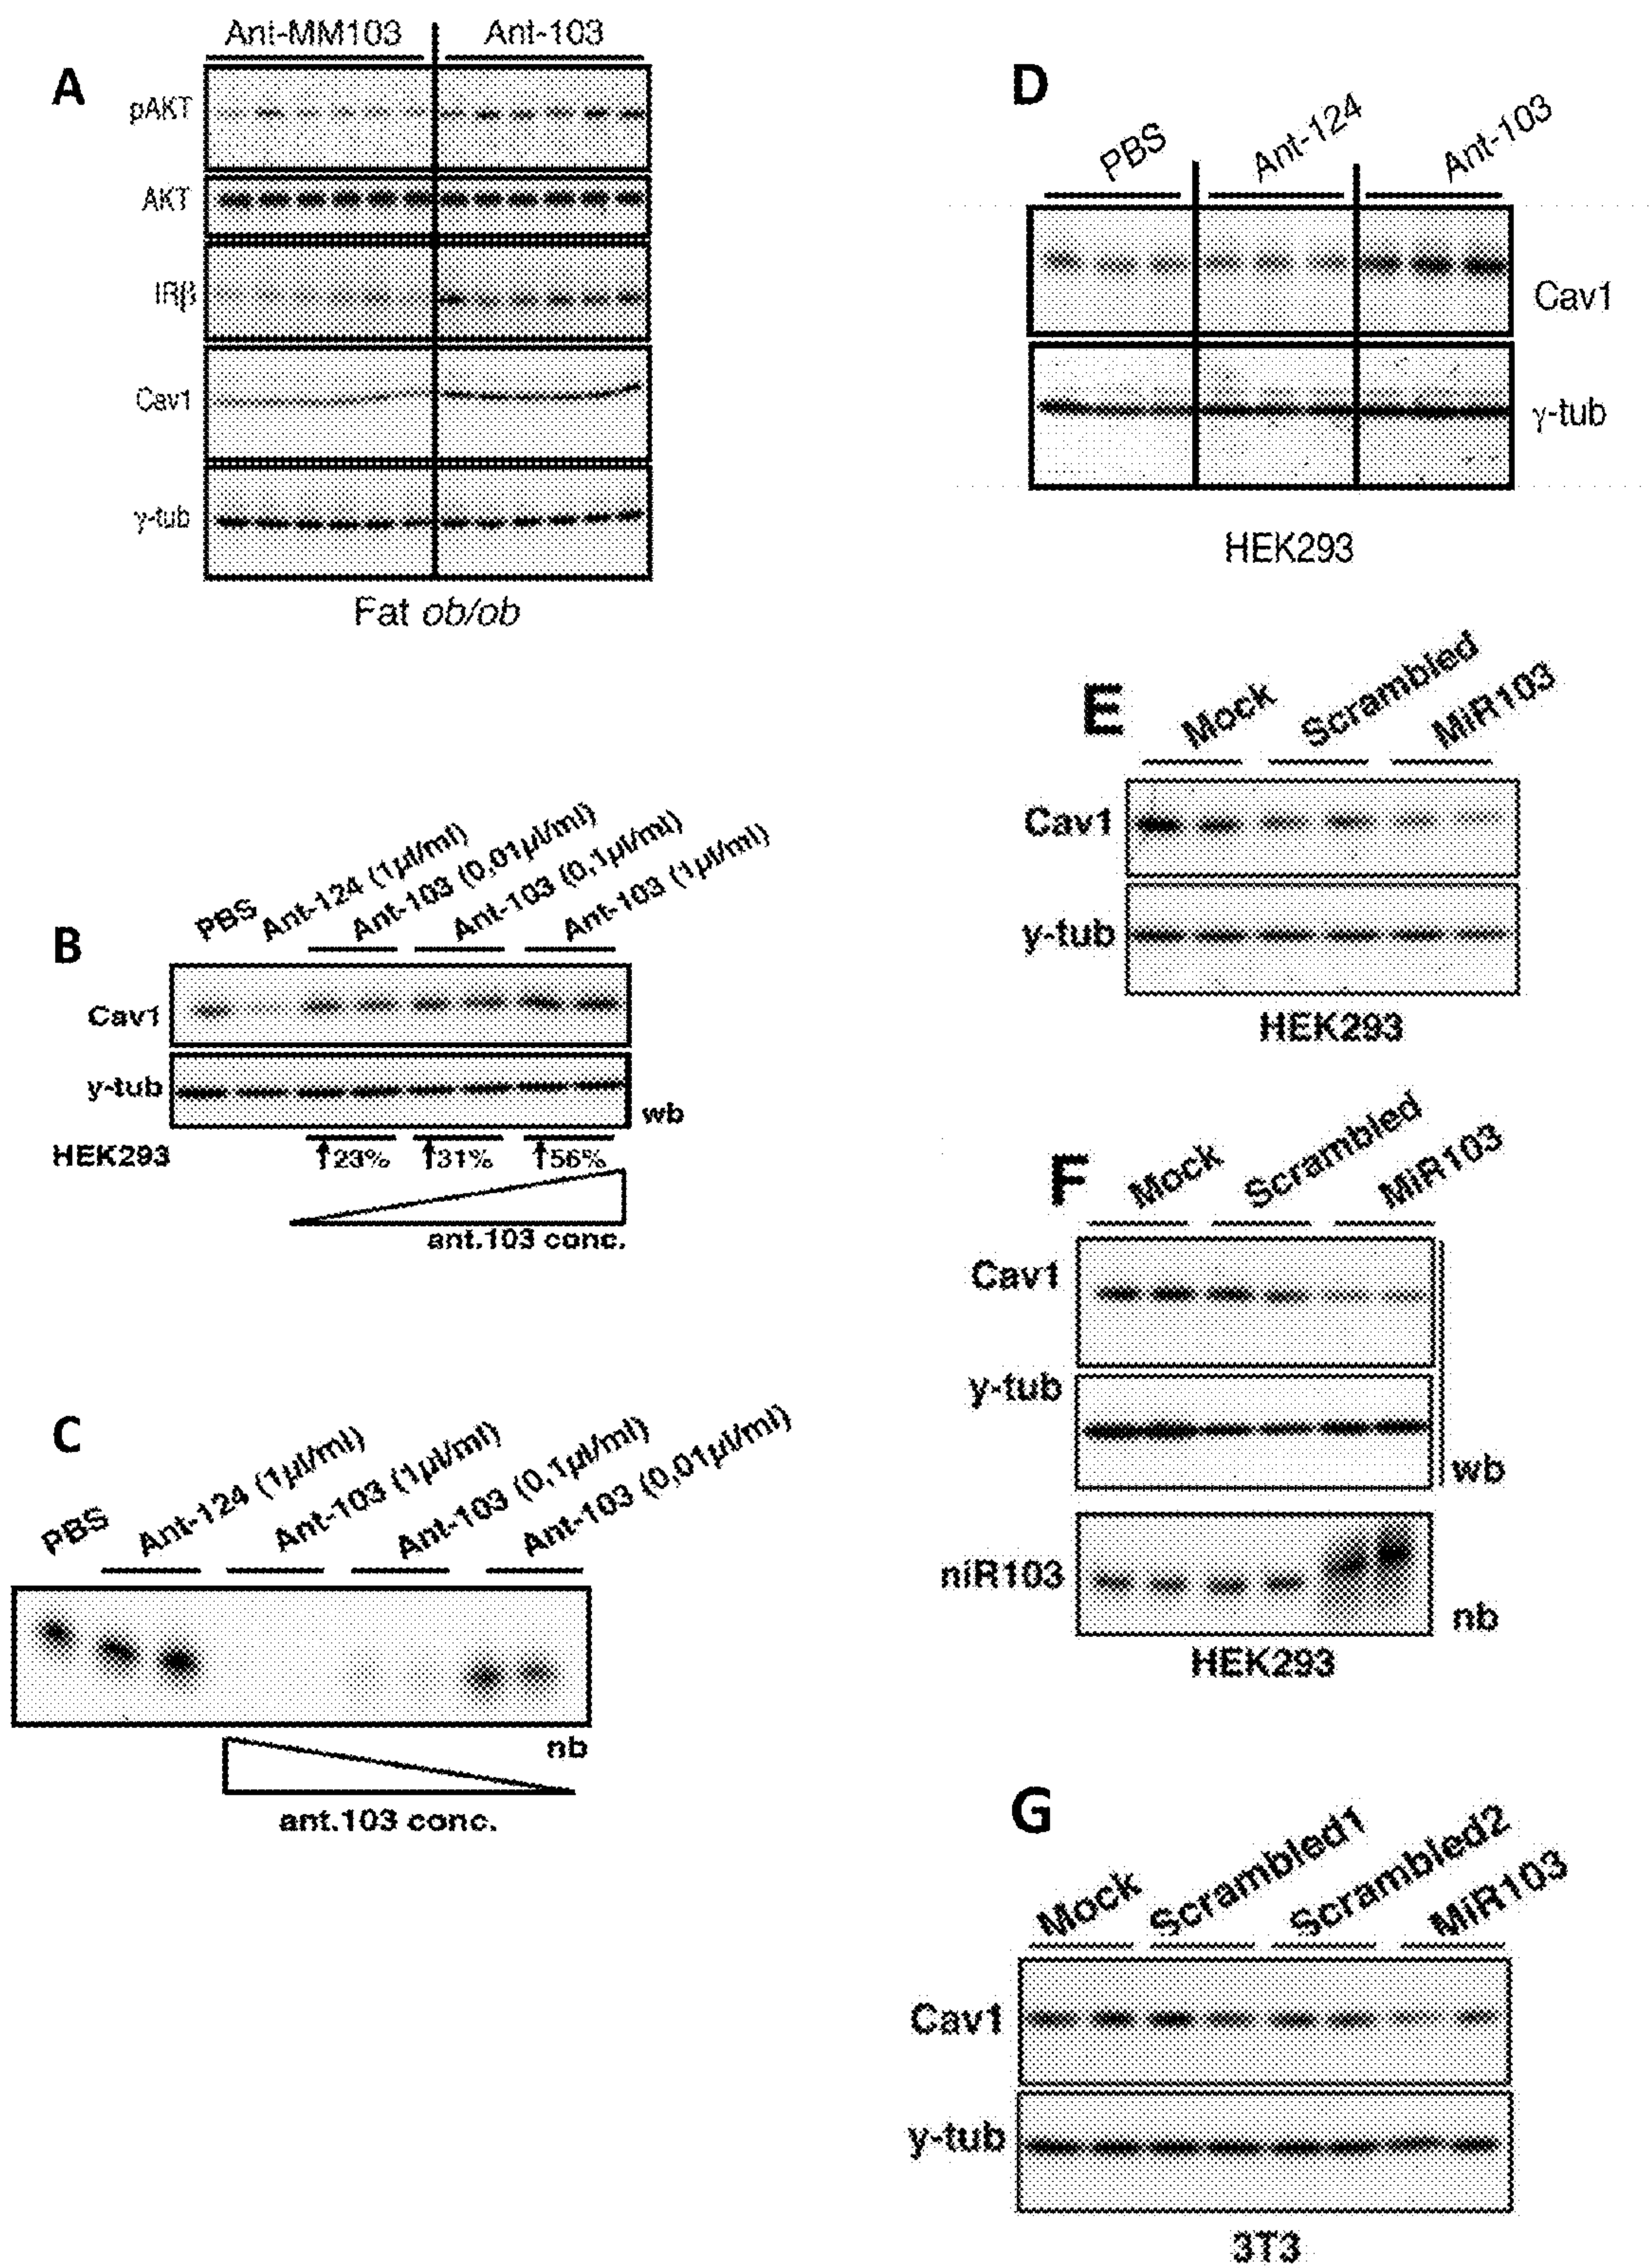 A
Ant-MM103 Ant-103
pAKT
AKT
IRβ
Cav1
γ-tub
Fat ob/ob
B
PBS
Ant-124 (1µl/ml)
Ant-103 (0,01µl/ml)
Ant-103 (0,1µl/ml)
Ant-103 (1µl/ml)
Cav1
y-tub
wb
HEK293
↑23% ↑31% ↑56%
ant.103 conc.
C
PBS
Ant-124 (1µl/ml)
Ant-103 (1µl/ml)
Ant-103 (0,1µl/ml)
Ant-103 (0,01µl/ml)
nb
ant.103 conc.
D
PBS
Ant-124
Ant-103
Cav1
γ-tub
HEK293
E
Mock
Scrambled
MiR103
Cav1
y-tub
HEK293
F
Mock
Scrambled
MiR103
Cav1
y-tub
wb
niR103
nb
HEK293
G
Mock
Scrambled1
Scrambled2
MiR103
Cav1
y-tub
3T3